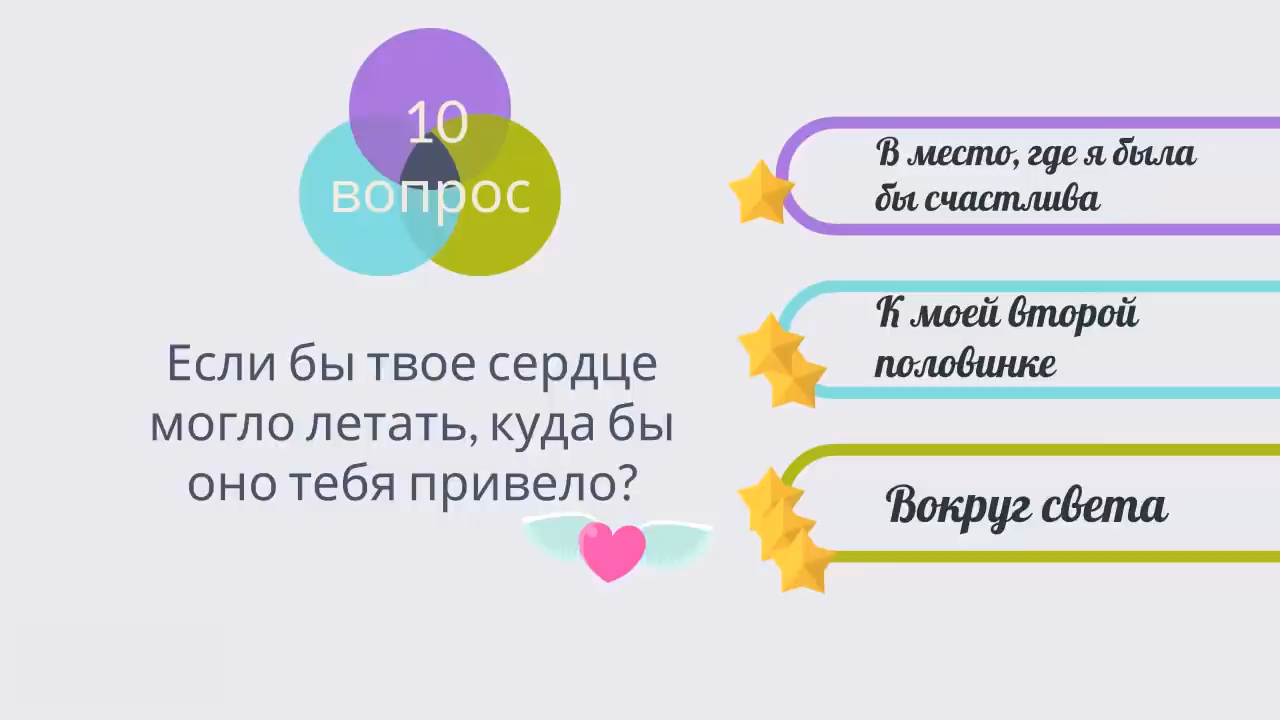 10
вопрос
Если бы твое сердце
могло летать, куда бы
оно тебя привело?
В место, где я была
бы счастлива
К моей второй
половинке
Вокруг света